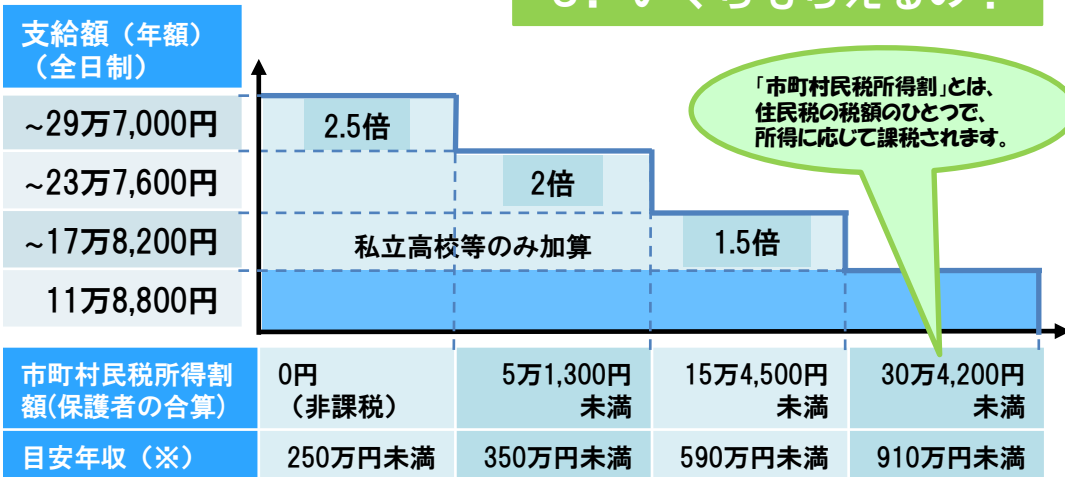 支給額（年額）
（全日制）
~29万7,000円
~23万7,600円
~17万8,200円
11万8,800円
2.5倍
2倍
1.5倍
私立高校等のみ加算
「市町村民税所得割」とは、
住民税の税額のひとつで、
所得に応じて課税されます。
市町村民税所得割
額(保護者の合算)
0円
（非課税）
5万1,300円
未満
15万4,500円
未満
30万4,200円
未満
目安年収（※）
250万円未満
350万円未満
590万円未満
910万円未満